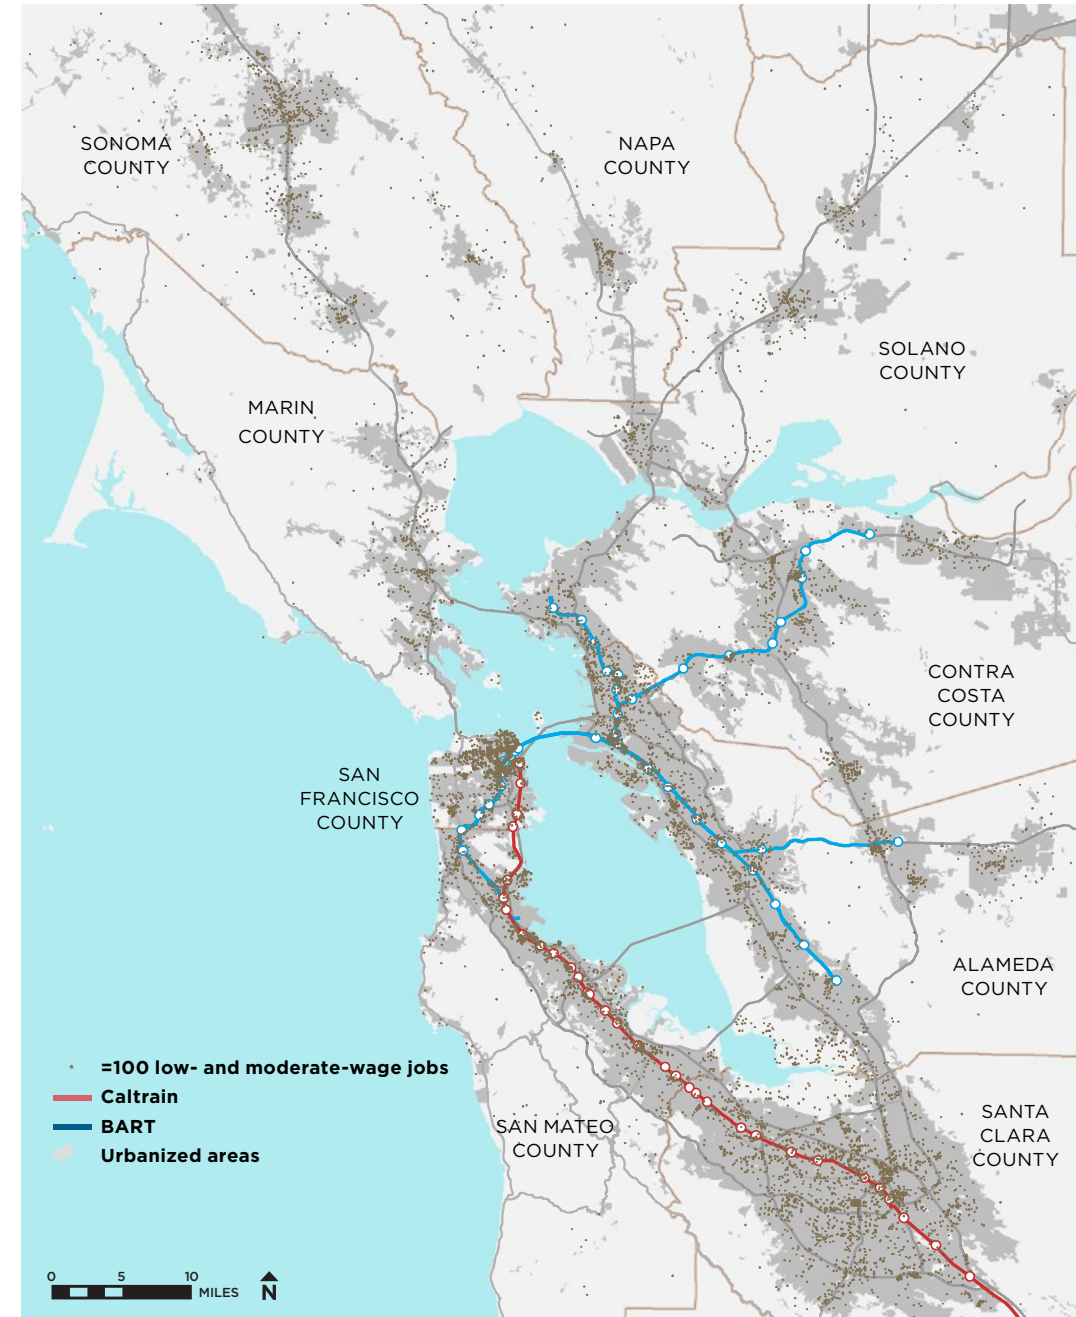 SONOMA
COUNTY
NAPA
COUNTY
SOLANO
COUNTY
MARIN
COUNTY
CONTRA
COSTA
COUNTY
SAN
FRANCISCO
COUNTY
ALAMEDA
COUNTY
=100 low- and moderate-wage jobs
Caltrain
BART
Urbanized areas
SAN MATEO
COUNTY
SANTA
CLARA
COUNTY
0 5 10
MILES
N